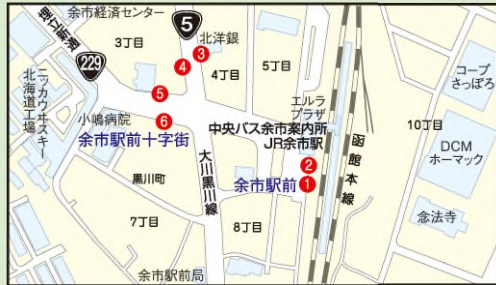 余市経済センター
埋立新通
5
229
3丁目
北洋銀
③
④
4丁目
5丁目
⑤
⑥
ニッカウヰスキー
北海道工場
小嶋病院
余市駅前十字街
エルラ
プラザ
中央バス余市案内所
JR余市駅
②
余市駅前①
函館本線
10丁目
コープ
さっぽろ
DCM
ホーマック
念法寺
黒川町
大川黒川線
7丁目
8丁目
余市駅前局